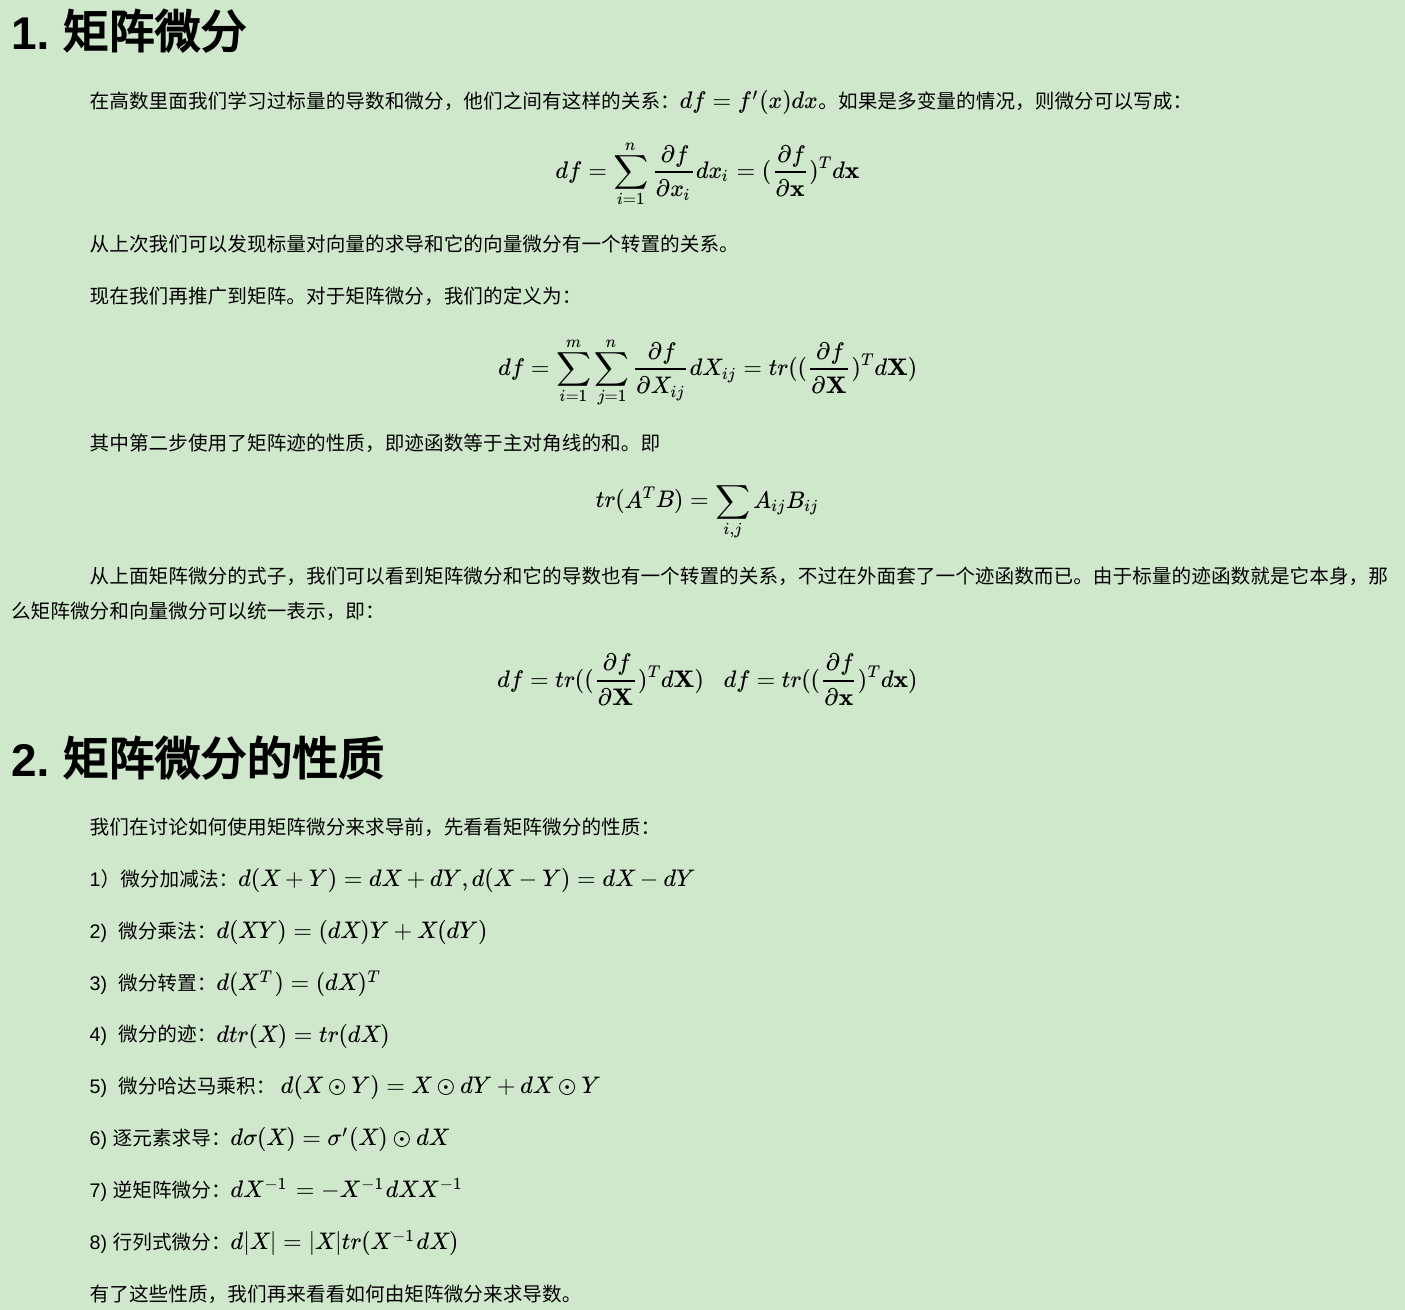 1. 矩阵微分
在高数里面我们学习过标量的导数和微分，他们之间有这样的关系：$df = f'(x)dx$。如果是多变量的情况，则微分可以写成：
$$df = \sum_{i=1}^{n} \frac{\partial f}{\partial x_i} dx_i = (\frac{\partial f}{\partial \mathbf{x}})^T d\mathbf{x}$$
从上次我们可以发现标量对向量的求导和它的向量微分有一个转置的关系。
现在我们再推广到矩阵。对于矩阵微分，我们的定义为：
$$df = \sum_{i=1}^{m} \sum_{j=1}^{n} \frac{\partial f}{\partial X_{ij}} dX_{ij} = tr((\frac{\partial f}{\partial \mathbf{X}})^T d\mathbf{X})$$
其中第二步使用了矩阵迹的性质，即迹函数等于主对角线的和。即
$$tr(A^T B) = \sum_{i,j} A_{ij} B_{ij}$$
从上面矩阵微分的式子，我们可以看到矩阵微分和它的导数也有一个转置的关系，不过在外面套了一个迹函数而已。由于标量的迹函数就是它本身，那
么矩阵微分和向量微分可以统一表示，即：
$$df = tr((\frac{\partial f}{\partial \mathbf{X}})^T d\mathbf{X}) \quad df = tr((\frac{\partial f}{\partial \mathbf{x}})^T d\mathbf{x})$$
2. 矩阵微分的性质
我们在讨论如何使用矩阵微分来求导前，先看看矩阵微分的性质：
1）微分加减法：$d(X + Y) = dX + dY, d(X - Y) = dX - dY$
2) 微分乘法：$d(XY) = (dX)Y + X(dY)$
3) 微分转置：$d(X^T) = (dX)^T$
4) 微分的迹：$dtr(X) = tr(dX)$
5) 微分哈达马乘积： $d(X \odot Y) = X \odot dY + dX \odot Y$
6) 逐元素求导：$d\sigma(X) = \sigma'(X) \odot dX$
7) 逆矩阵微分：$dX^{-1} = -X^{-1}dXX^{-1}$
8) 行列式微分：$d|X| = |X|tr(X^{-1}dX)$
有了这些性质，我们再来看看如何由矩阵微分来求导数。